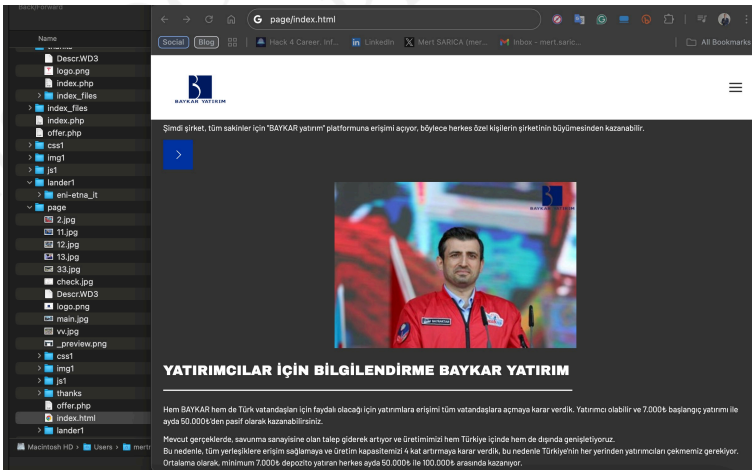 Back/Forward
page/index.html
Name
Social
Blog
Hack 4 Career. Inf...
LinkedIn
Mert SARICA (mer...
Inbox - mert.saric...
All Bookmarks
thanks
Descr.WD3
logo.png
index.php
index_files
index_files
index.php
offer.php
css1
img1
js1
lander1
eni-etna_it
page
2.jpg
11.jpg
12.jpg
13.jpg
33.jpg
check.jpg
Descr.WD3
logo.png
main.jpg
vv.jpg
_preview.png
css1
img1
js1
thanks
offer.php
index.html
lander1
Macintosh HD › Users › mert
BAYKAR YATIRIM
Şimdi şirket, tüm sakinler için "BAYKAR yatırım" platformuna erişimi açıyor, böylece herkes özel kişilerin şirketinin büyümesinden kazanabilir.
BAYKAR YATIRIM
YATIRIMCILAR İÇİN BİLGİLENDİRME BAYKAR YATIRIM
Hem BAYKAR hem de Türk vatandaşları için faydalı olacağı için yatırımlara erişimi tüm vatandaşlara açmaya karar verdik. Yatırımcı olabilir ve 7.000₺ başlangıç yatırımı ile
ayda 50.000₺'den pasif olarak kazanabilirsiniz.
Mevcut gerçeklerde, savunma sanayisine olan talep giderek artıyor ve üretimimizi hem Türkiye içinde hem de dışında genişletiyoruz.
Bu nedenle, tüm yerleşiklere erişim sağlamaya ve üretim kapasitemizi 4 kat artırmaya karar verdik, bu nedenle Türkiye'nin her yerinden yatırımcıları çekmemiz gerekiyor.
Ortalama olarak, minimum 7.000₺ depozito yatıran herkes ayda 50.000₺ ile 100.000₺ arasında kazanıyor.